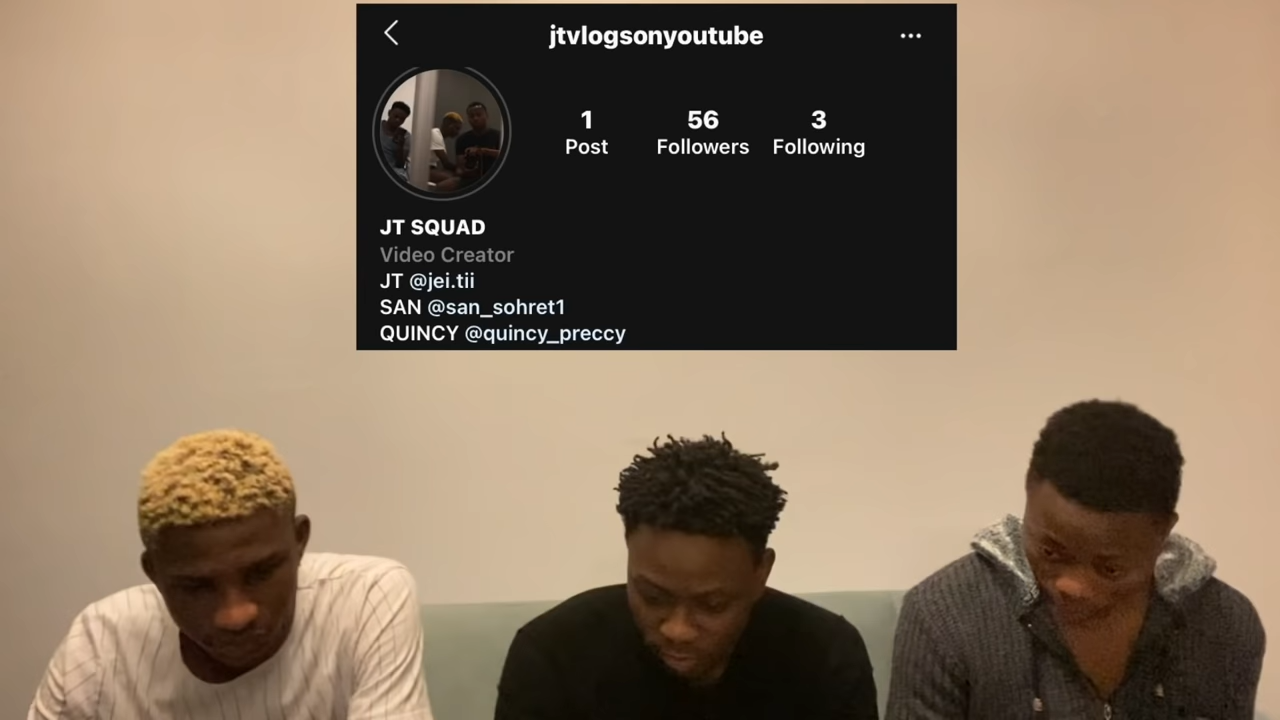 jtvlogsonyoutube
1 56 3
Post Followers Following
JT SQUAD
Video Creator
JT @jei.tii
SAN @san_sohret1
QUINCY @quincy_preccy